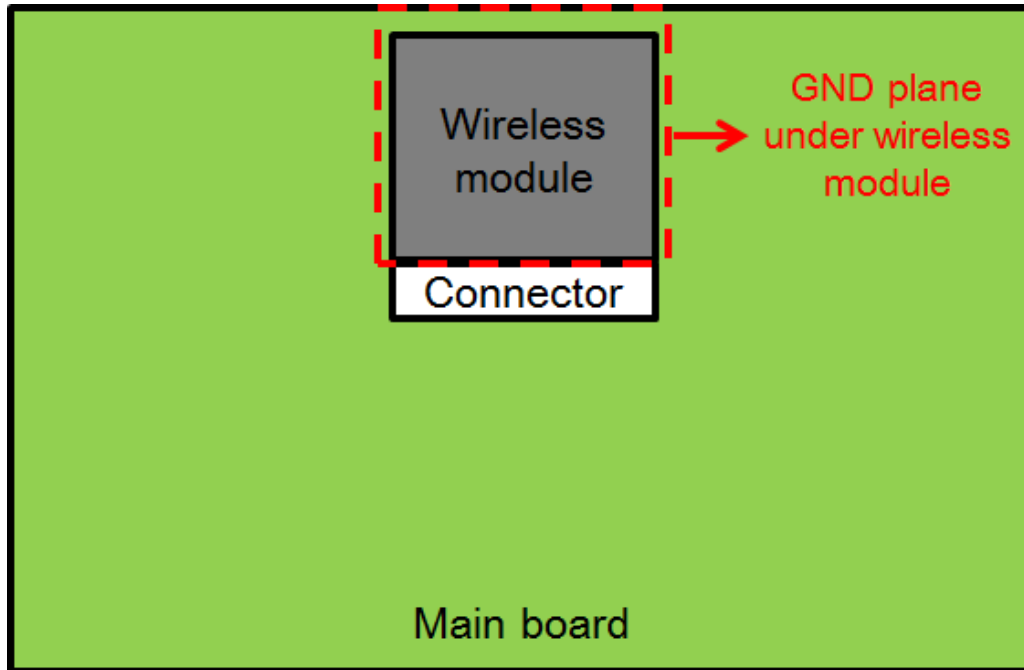 Wireless
module
GND plane
under wireless
module
Connector
Main board